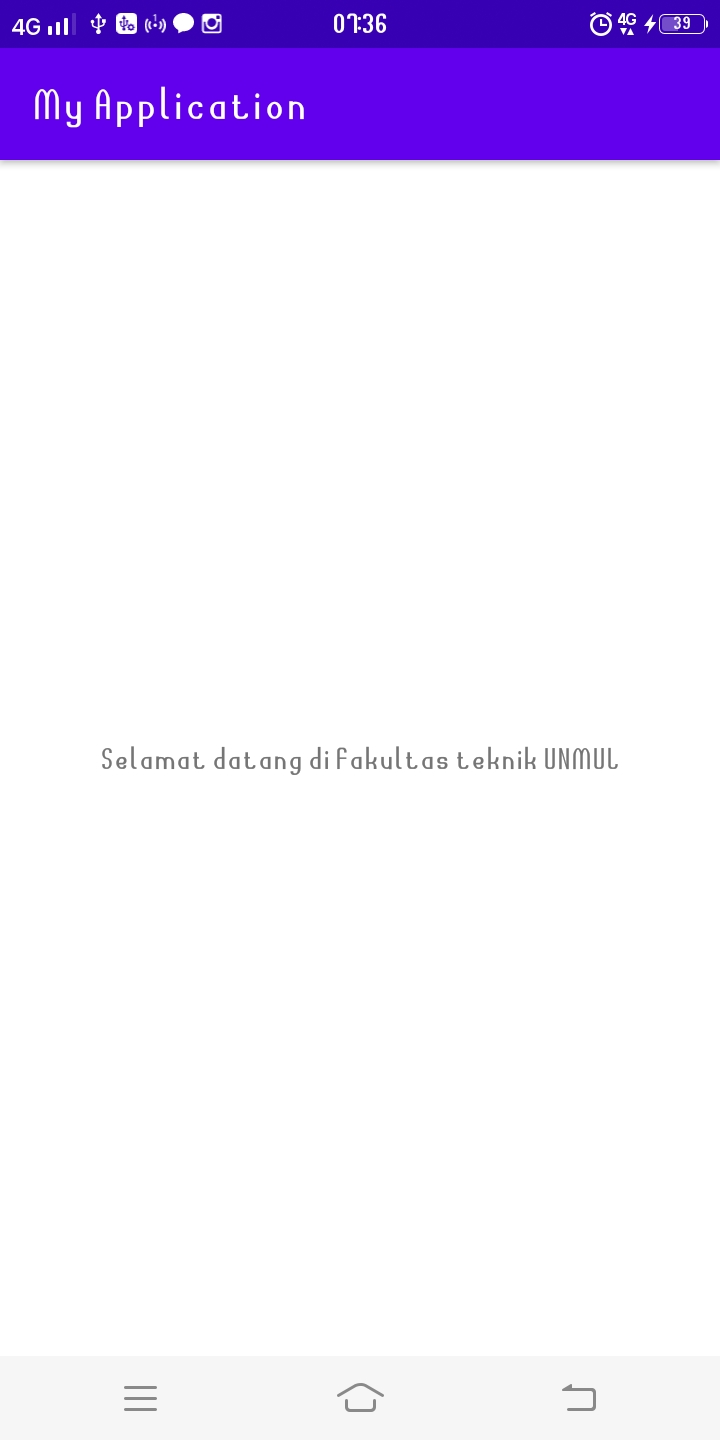 4G 07:36 4G 39
My Application
Selamat datang di Fakultas teknik UNMUL